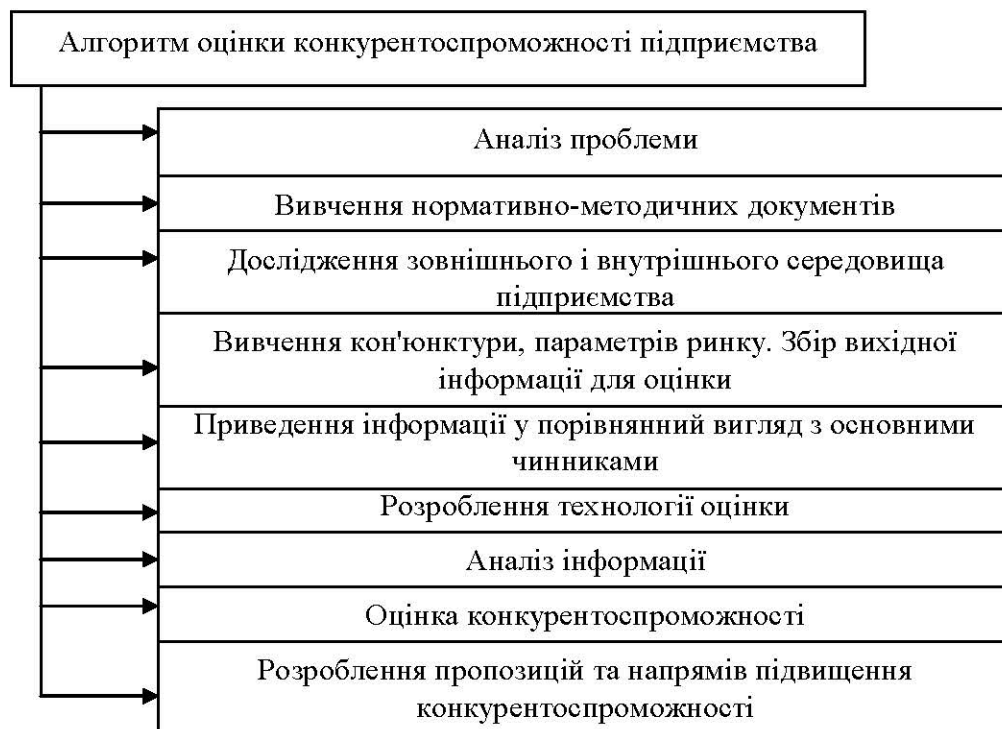 Алгоритм оцінки конкурентоспроможності підприємства
Аналіз проблеми
Вивчення нормативно-методичних документів
Дослідження зовнішнього і внутрішнього середовища
підприємства
Вивчення кон'юнктури, параметрів ринку. Збір вихідної
інформації для оцінки
Приведення інформації у порівнянний вигляд з основними
чинниками
Розроблення технології оцінки
Аналіз інформації
Оцінка конкурентоспроможності
Розроблення пропозицій та напрямів підвищення
конкурентоспроможності